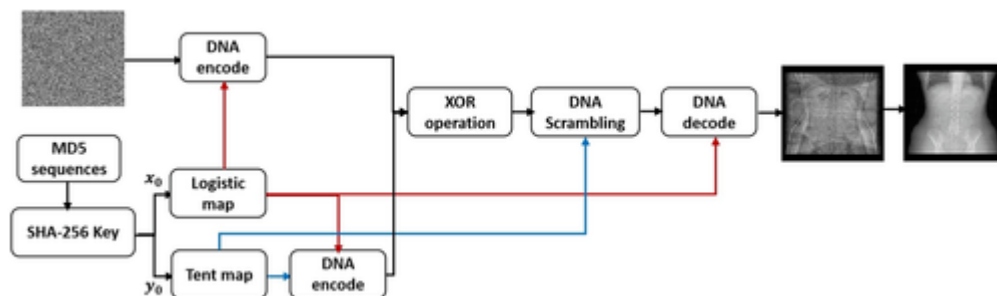 DNA
encode
XOR
operation
DNA
Scrambling
DNA
decode
MD5
sequences
x₀
Logistic
map
SHA-256 Key
y₀
Tent map
DNA
encode